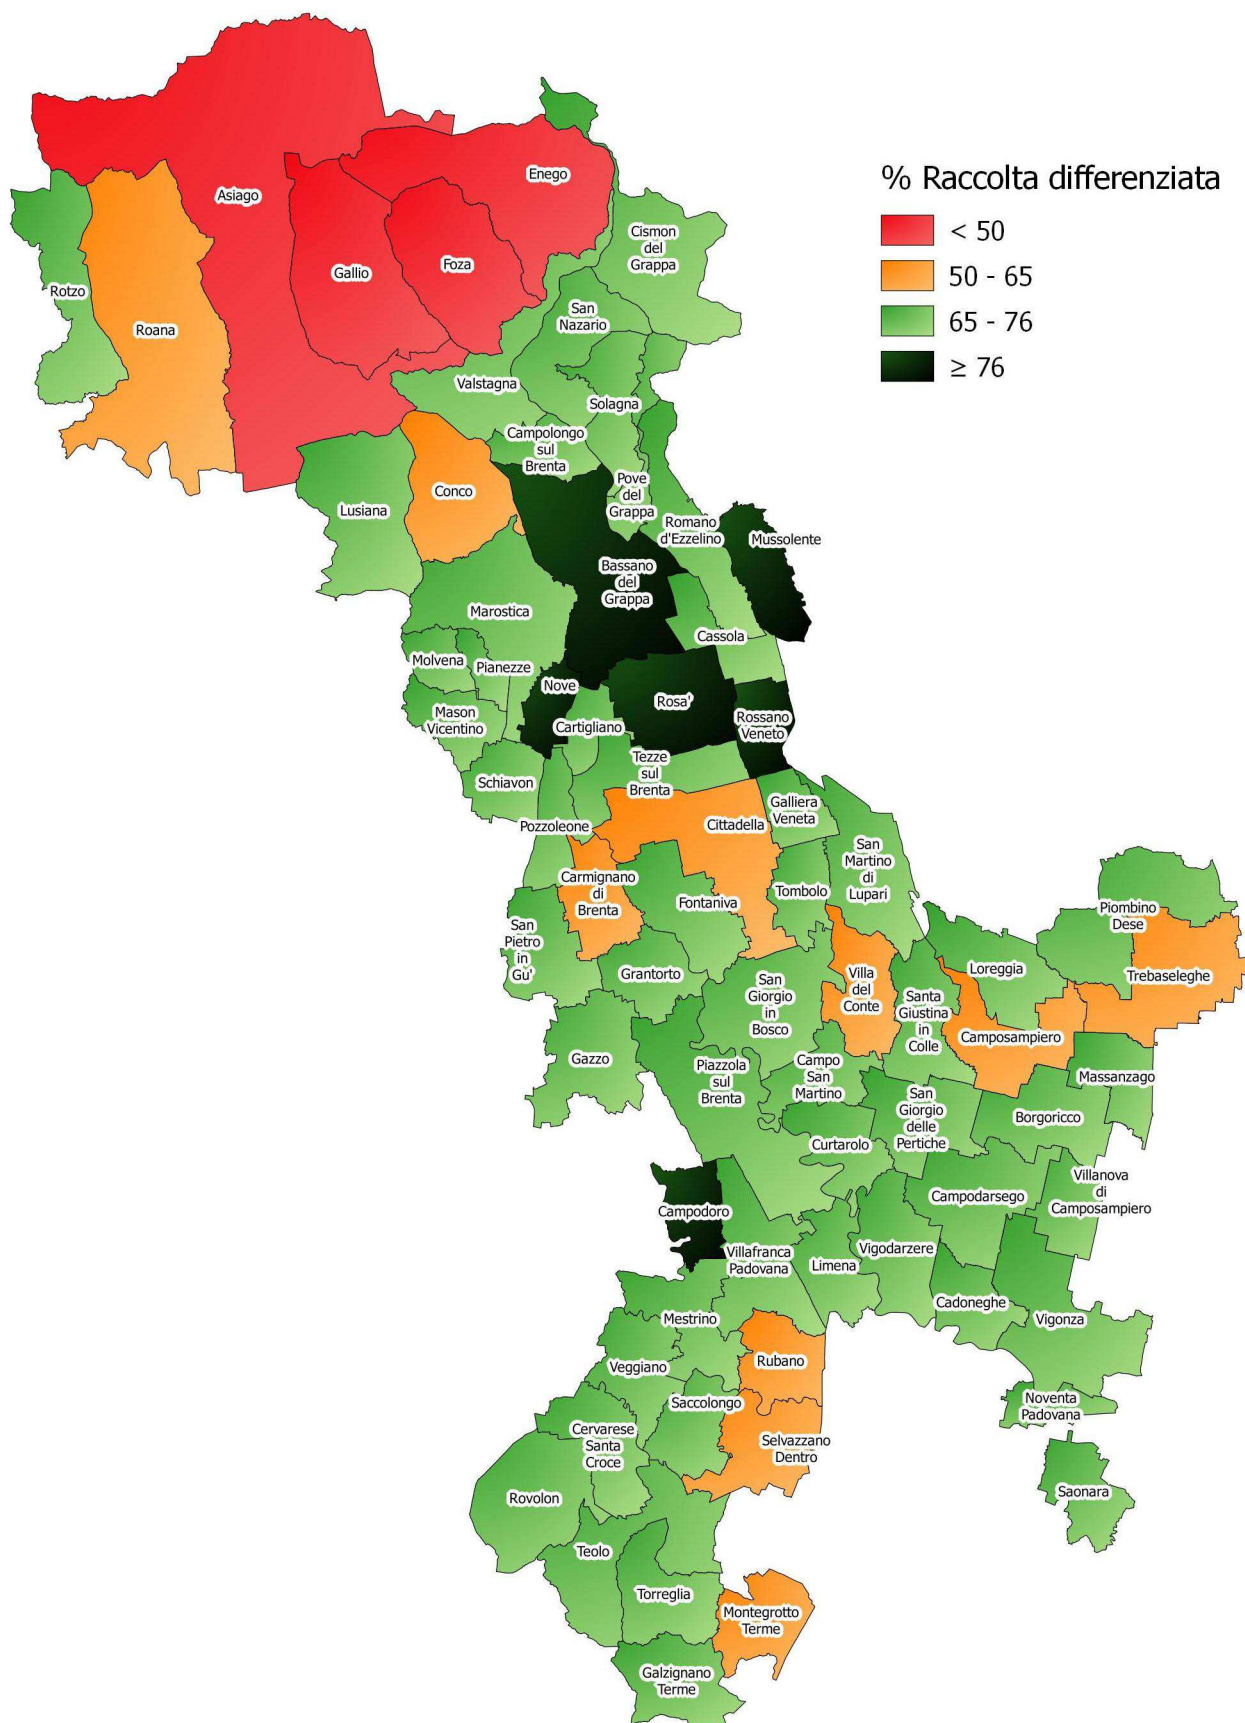 % Raccolta differenziata
< 50
50 - 65
65 - 76
≥ 76
Enego
Asiago
Cismon
del
Grappa
Foza
Gallio
Rotzo
San
Nazario
Roana
Valstagna
Solagna
Campolongo
sul
Brenta
Pove
del
Grappa
Conco
Lusiana
Romano
d'Ezzelino
Mussolente
Bassano
del
Grappa
Marostica
Cassola
Molvena
Pianezze
Nove
Rosa'
Mason
Vicentino
Cartigliano
Rossano
Veneto
Tezze
sul
Brenta
Schiavon
Galliera
Veneta
Pozzoleone
Cittadella
San
Martino
di
Lupari
Carmignano
di
Brenta
Tombolo
Fontaniva
Piombino
Dese
San
Pietro
in
Gu'
Grantorto
San
Giorgio
in
Bosco
Villa
del
Conte
Loreggia
Trebaseleghe
Santa
Giustina
in
Colle
Camposampiero
Gazzo
Piazzola
sul
Brenta
Campo
San
Martino
Massanzago
San
Giorgio
delle
Pertiche
Borgoricco
Curtarolo
Campodarsego
Villanova
di
Camposampiero
Campodoro
Villafranca
Padovana
Limena
Vigodarzere
Cadoneghe
Vigonza
Mestrino
Rubano
Veggiano
Saccolongo
Noventa
Padovana
Cervarese
Santa
Croce
Selvazzano
Dentro
Rovolon
Saonara
Teolo
Torreglia
Montegrotto
Terme
Galzignano
Terme